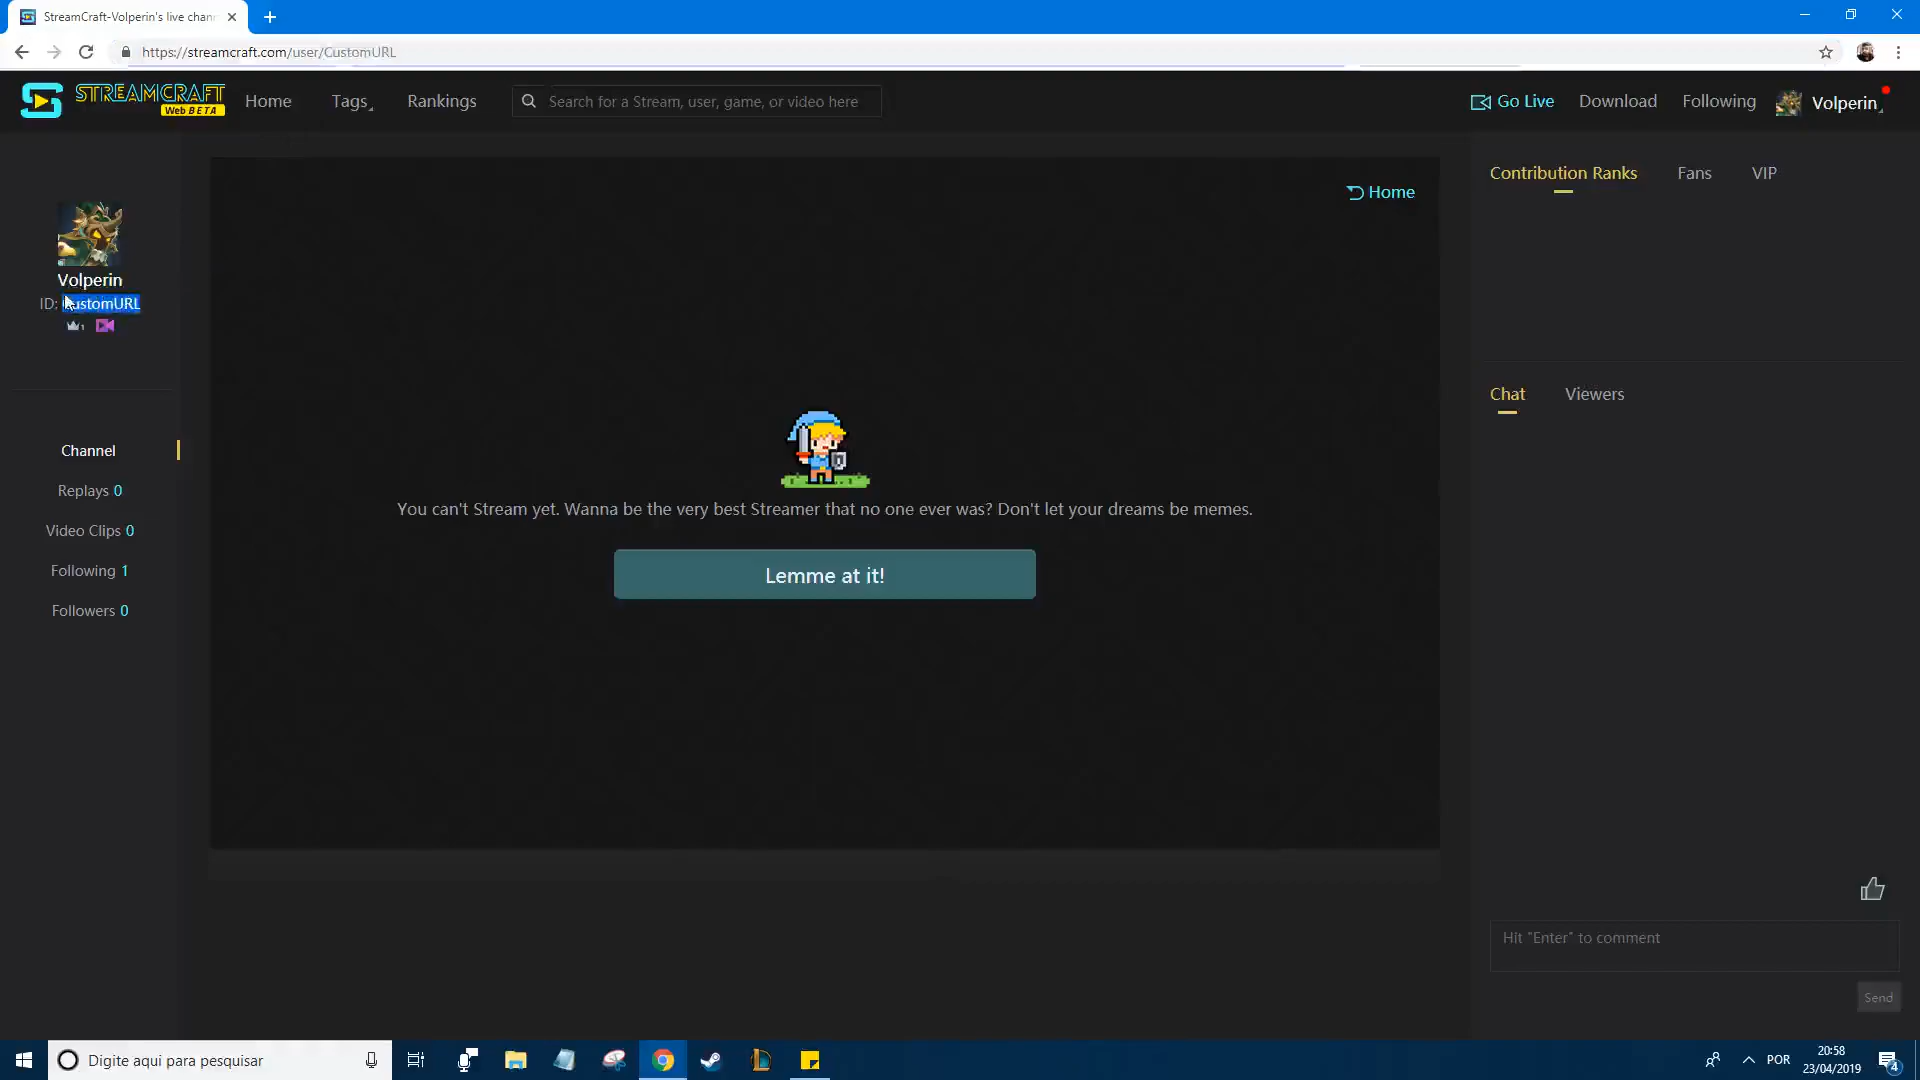 StreamCraft-Volperin's live chann
https://streamcraft.com/user/CustomURL
STREAMCRAFT
Web BETA
Home
Tags
Rankings
Search for a Stream, user, game, or video here
Go Live
Download
Following
Volperin
Volperin
ID: CustomURL
1
Channel
Replays 0
Video Clips 0
Following 1
Followers 0
Home
You can't Stream yet. Wanna be the very best Streamer that no one ever was? Don't let your dreams be memes.
Lemme at it!
Contribution Ranks
Fans
VIP
Chat
Viewers
Hit "Enter" to comment
Send
Digite aqui para pesquisar
POR
20:58
23/04/2019
4